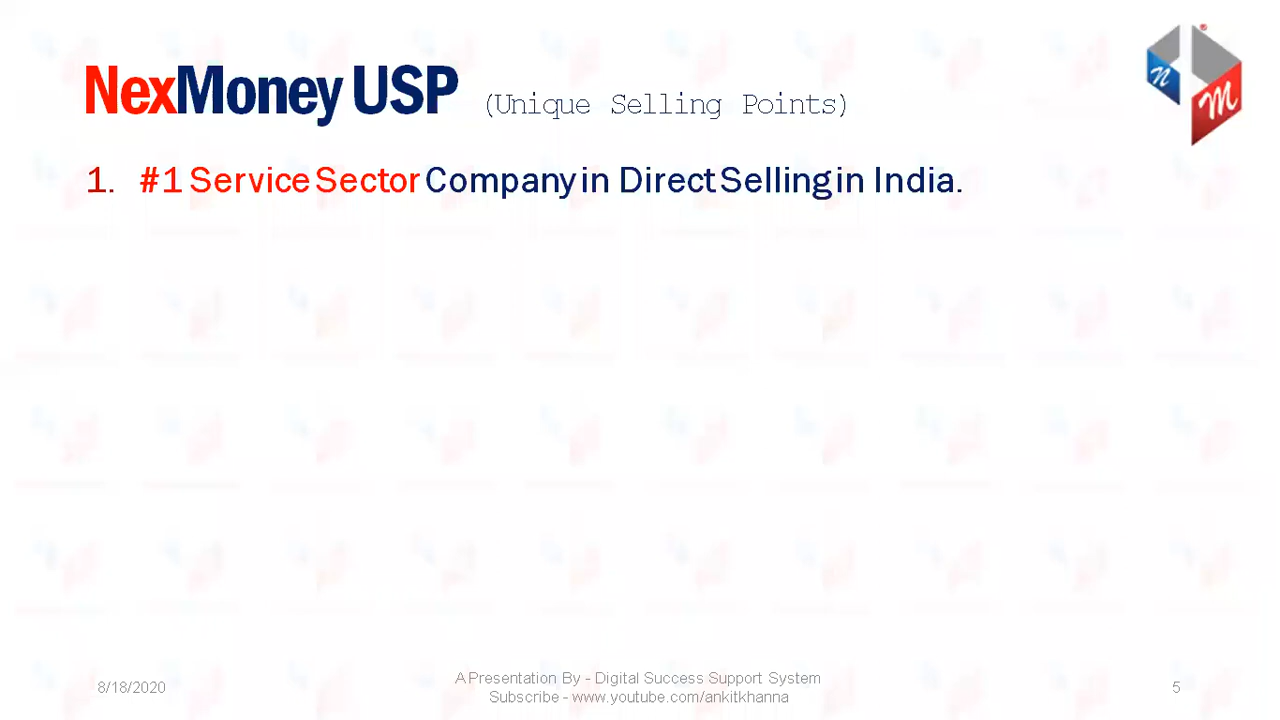 NexMoney USP (Unique Selling Points)
n M ®
1. #1 Service Sector Company in Direct Selling in India.
8/18/2020
A Presentation By - Digital Success Support System
Subscribe - www.youtube.com/ankitkhanna
5